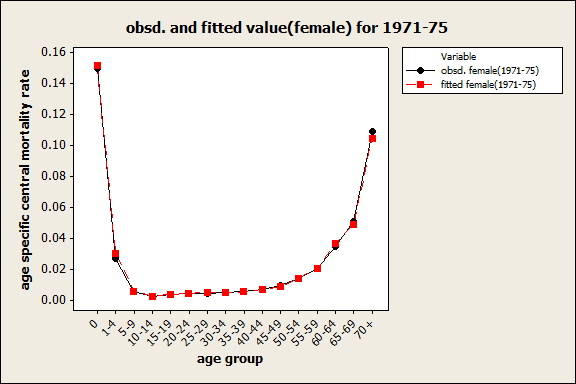 obsd. and fitted value(female) for 1971-75
Variable
obsd. female(1971-75)
fitted female(1971-75)
age specific central mortality rate
0.16
0.14
0.12
0.10
0.08
0.06
0.04
0.02
0.00
0 1-4 5-9 10-14 15-19 20-24 25-29 30-34 35-39 40-44 45-49 50-54 55-59 60-64 65-69 70+
age group